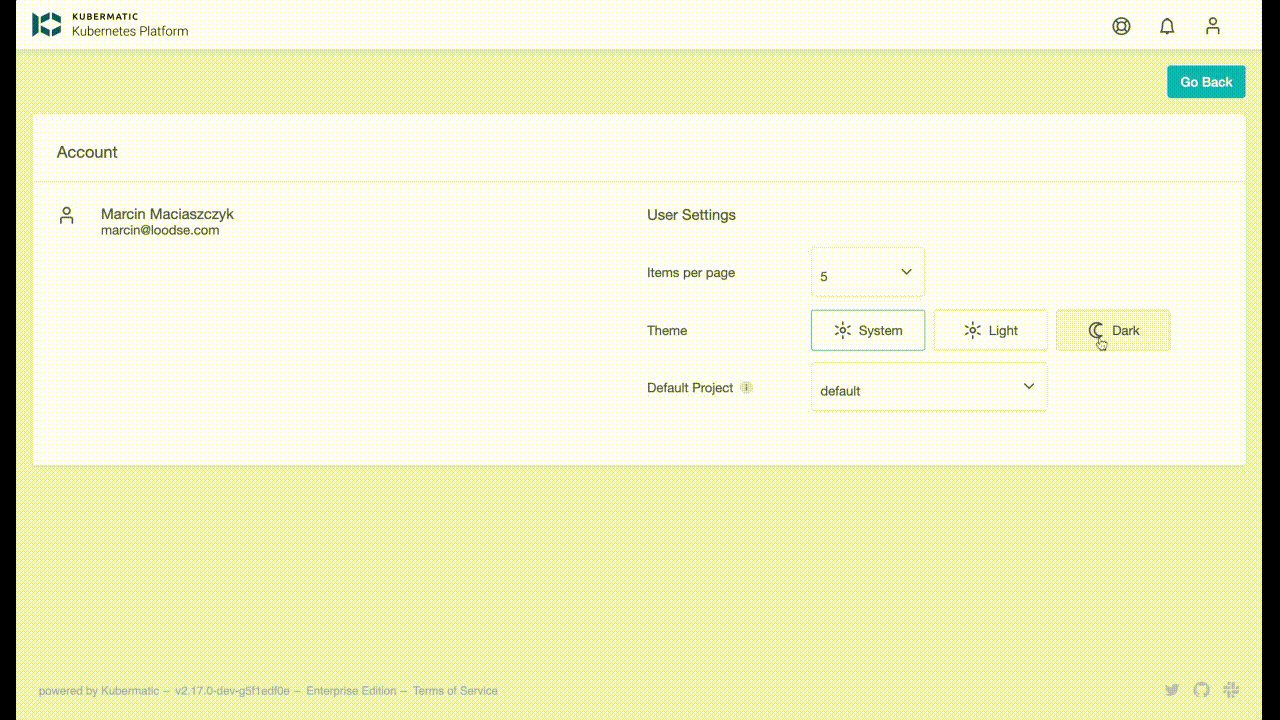 KUBERMATIC
Kubernetes Platform
Go Back
Account
Marcin Maciaszczyk
marcin@loodse.com
User Settings
Items per page
5
Theme
System
Light
Dark
Default Project
default
powered by Kubermatic – v2.17.0-dev-g5f1edf0e – Enterprise Edition – Terms of Service